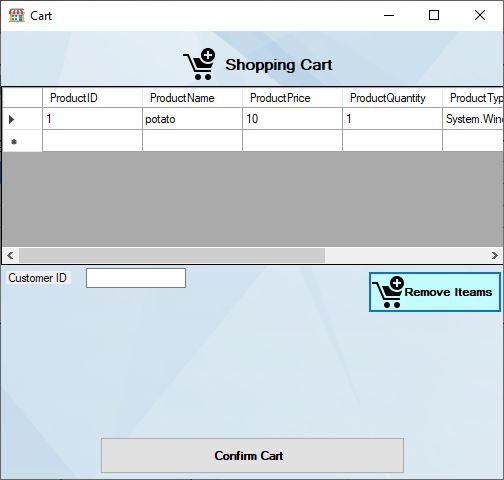 Cart
Shopping Cart
ProductID ProductName ProductPrice ProductQuantity ProductTyp
1 potato 10 1 System.Wind
Customer ID
Remove Iteams
Confirm Cart